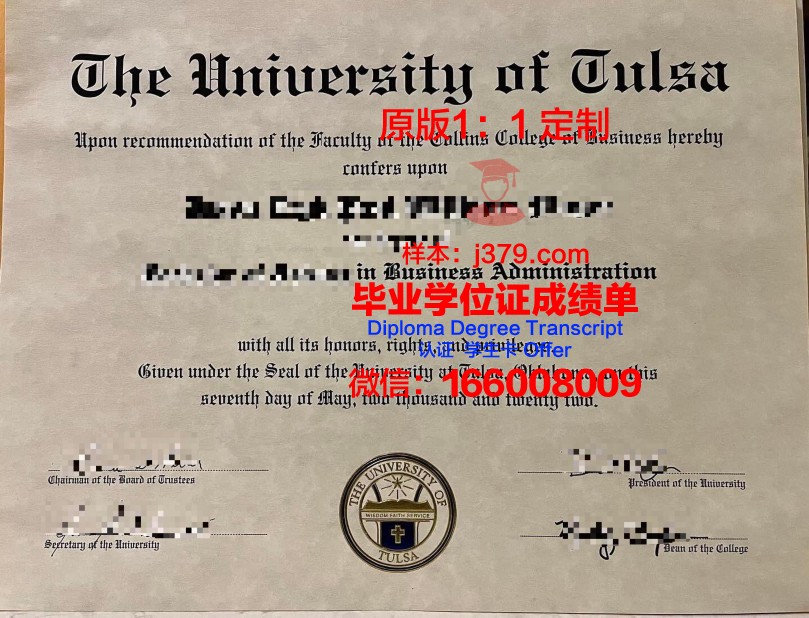 The University of Tulsa
Upon recommendation of the Faculty of the Collins College of Business hereby
原版1：1 定制
confers upon
样本：j379.com
in Business Administration
毕业学位证成绩单
Diploma Degree Transcript
with all its honors, rights, and privileges.
认证 学生卡 Offer
Given under the Seal of the University at Tulsa, Oklahoma, on this
微信：166008009
seventh day of May, two thousand and twenty two.
Chairman of the Board of Trustees
President of the University
THE UNIVERSITY OF
WISDOM FAITH SERVICE
TULSA
Secretary of the University
Dean of the College